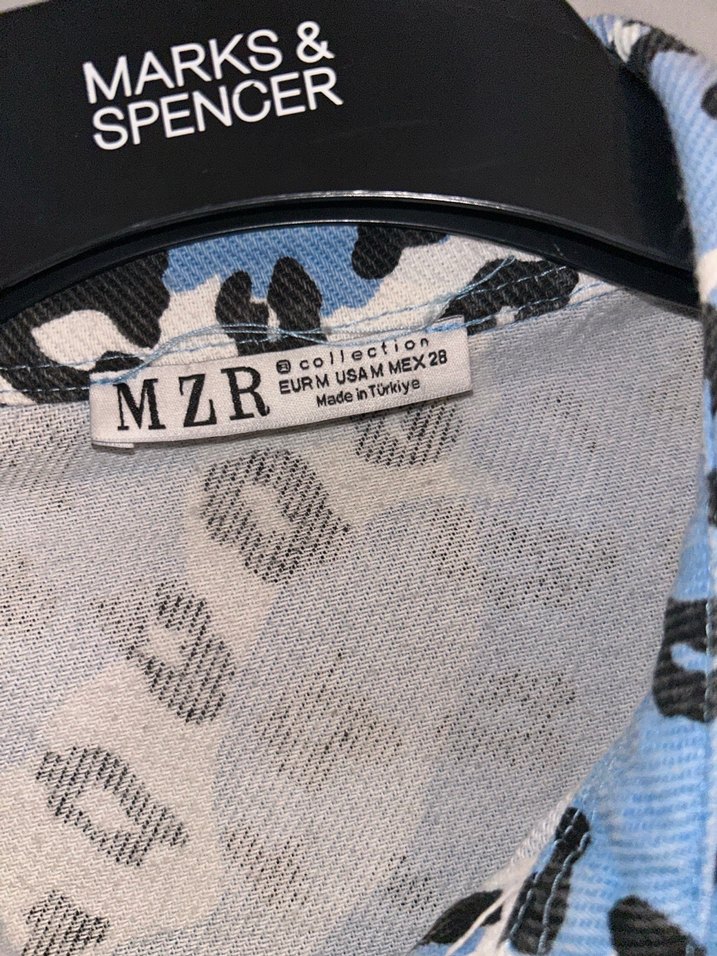 MARKS &
SPENCER
MZR
collection
EUR M USA M MEX 28
Made in Türkiye